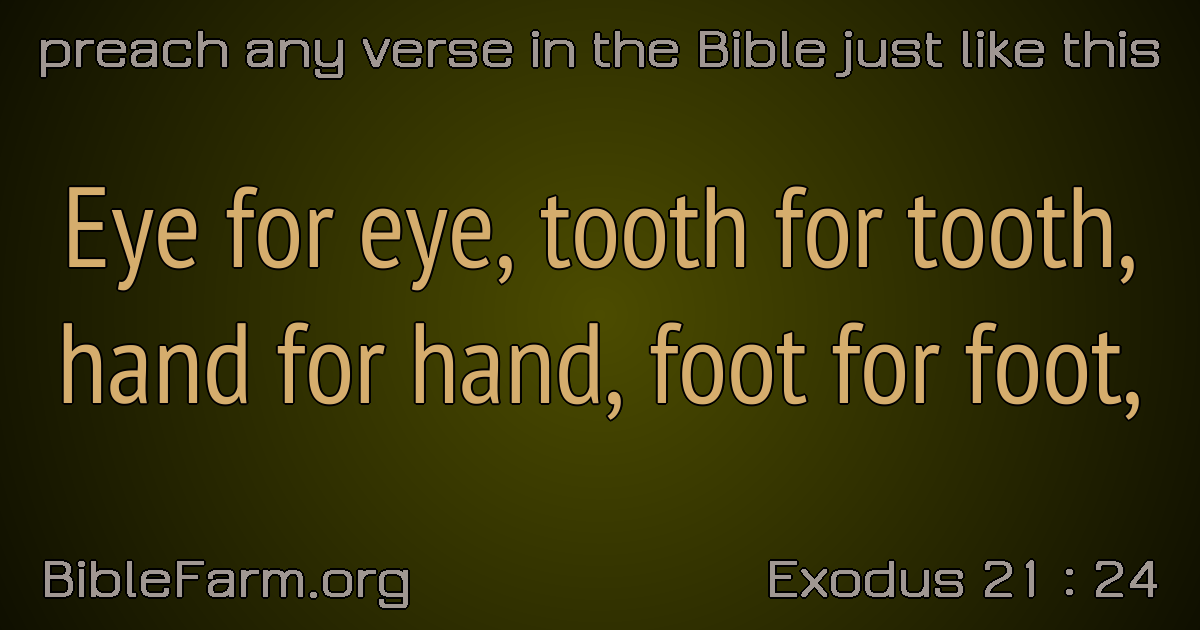 preach any verse in the Bible just like this
Eye for eye, tooth for tooth,
hand for hand, foot for foot,
BibleFarm.org
Exodus 21 : 24